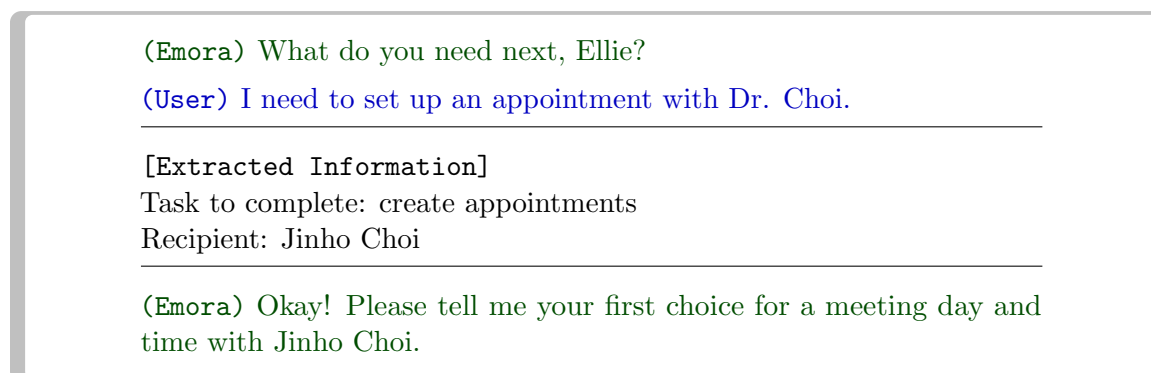 (Emora) What do you need next, Ellie?
(User) I need to set up an appointment with Dr. Choi.
[Extracted Information]
Task to complete: create appointments
Recipient: Jinho Choi
(Emora) Okay! Please tell me your first choice for a meeting day and
time with Jinho Choi.